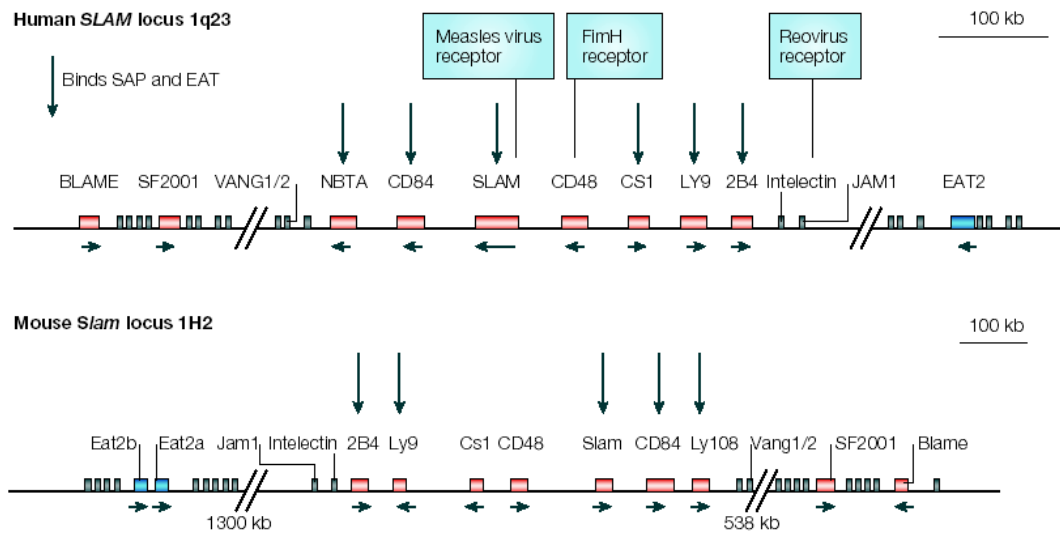 Human SLAM locus 1q23
100 kb
Measles virus
receptor
FimH
receptor
Reovirus
receptor
Binds SAP and EAT
BLAME SF2001 VANG1/2 NBTA CD84 SLAM CD48 CS1 LY9 2B4 Intelectin JAM1 EAT2
Mouse Slam locus 1H2
100 kb
Eat2b Eat2a Jam1 Intelectin 2B4 Ly9 Cs1 CD48 Slam CD84 Ly108 Vang1/2 SF2001 Blame
1300 kb 538 kb